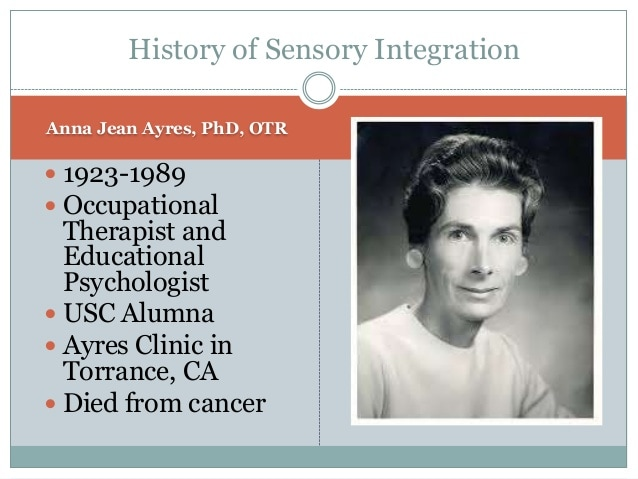 History of Sensory Integration
Anna Jean Ayres, PhD, OTR
1923-1989
Occupational
Therapist and
Educational
Psychologist
USC Alumna
Ayres Clinic in
Torrance, CA
Died from cancer